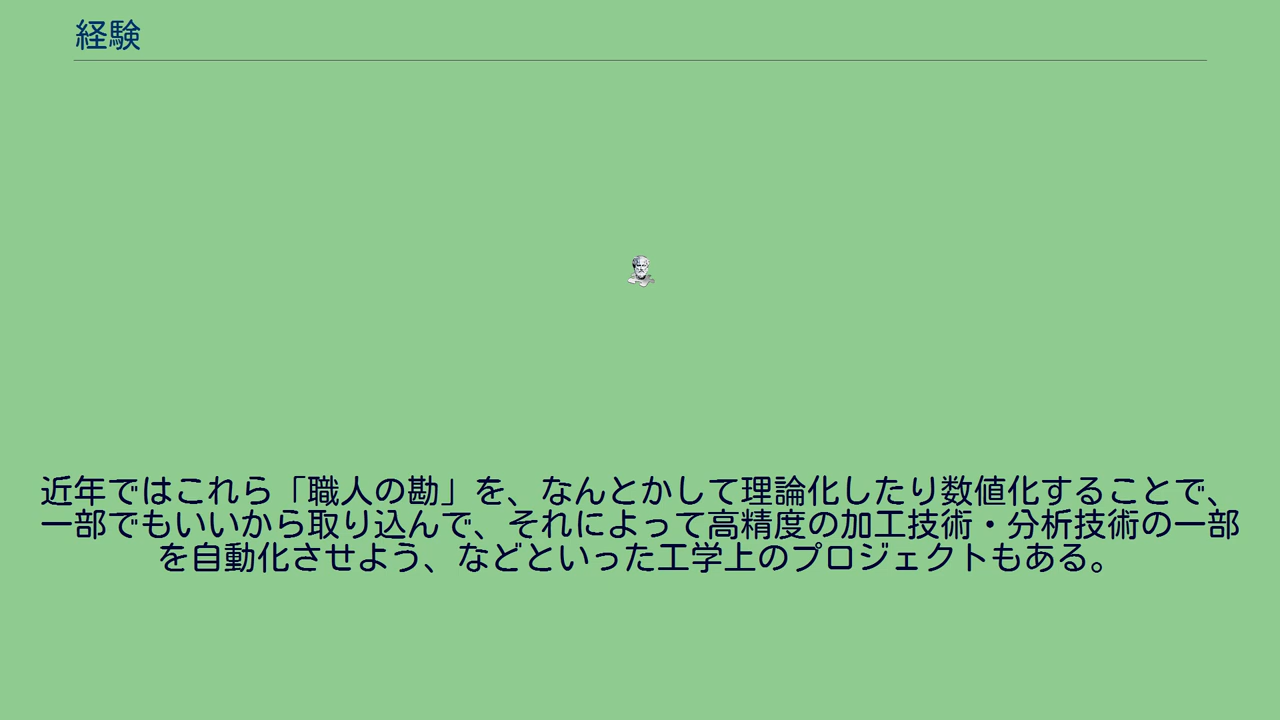 経験
近年ではこれら「職人の勘」を、なんとかして理論化したり数値化することで、
一部でもいいから取り込んで、それによって高精度の加工技術・分析技術の一部
を自動化させよう、などといった工学上のプロジェクトもある。